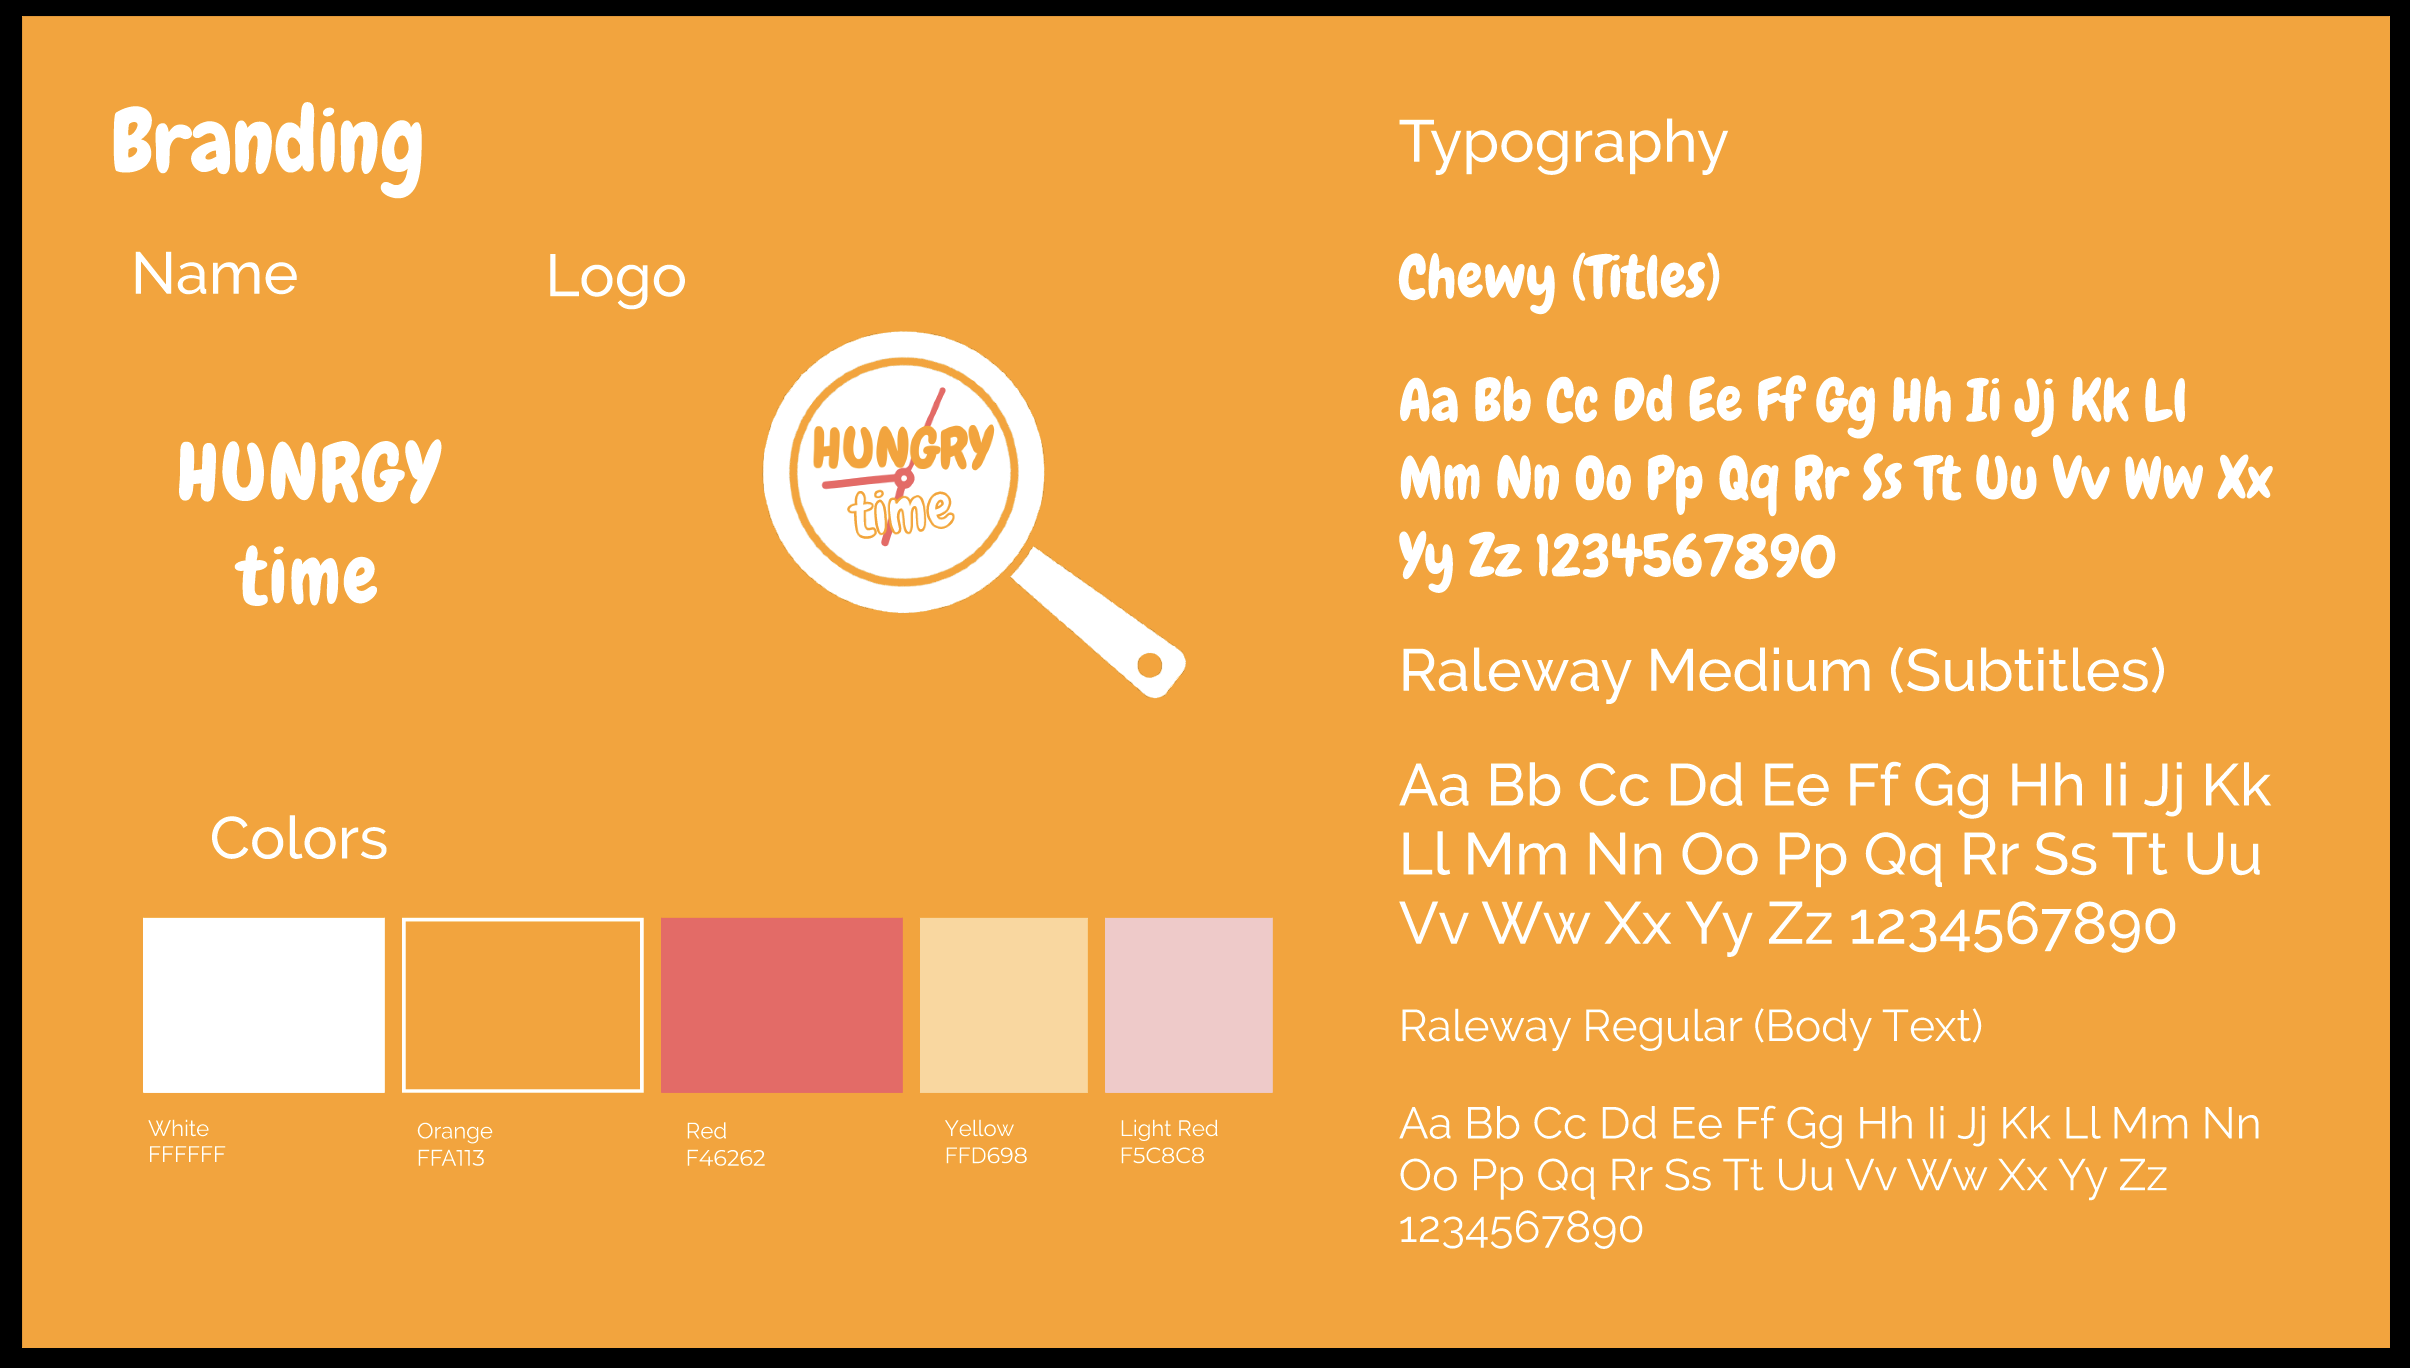 Branding
Name
Logo
HUNRGY
time
HUNGRY
time
Colors
White
FFFFFF
Orange
FFA113
Red
F46262
Yellow
FFD698
Light Red
F5C8C8
Typography
Chewy (Titles)
Aa Bb Cc Dd Ee Ff Gg Hh Ii Jj Kk Ll
Mm Nn Oo Pp Qq Rr Ss Tt Uu Vv Ww Xx
Yy Zz 1234567890
Raleway Medium (Subtitles)
Aa Bb Cc Dd Ee Ff Gg Hh Ii Jj Kk
Ll Mm Nn Oo Pp Qq Rr Ss Tt Uu
Vv Ww Xx Yy Zz 1234567890
Raleway Regular (Body Text)
Aa Bb Cc Dd Ee Ff Gg Hh Ii Jj Kk Ll Mm Nn
Oo Pp Qq Rr Ss Tt Uu Vv Ww Xx Yy Zz
1234567890